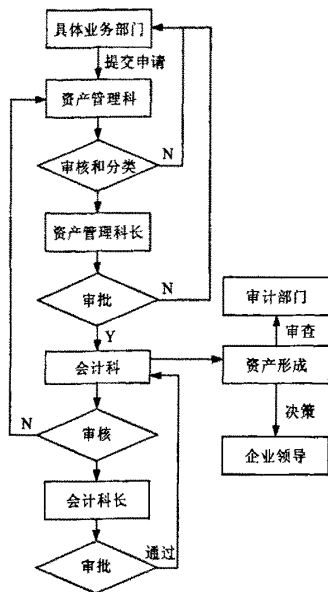 具体业务部门
提交申请
资产管理科
审核和分类
N
资产管理科长
审批
N
Y
会计科
审核
N
会计科长
审批
通过
审计部门
审查
资产形成
决策
企业领导